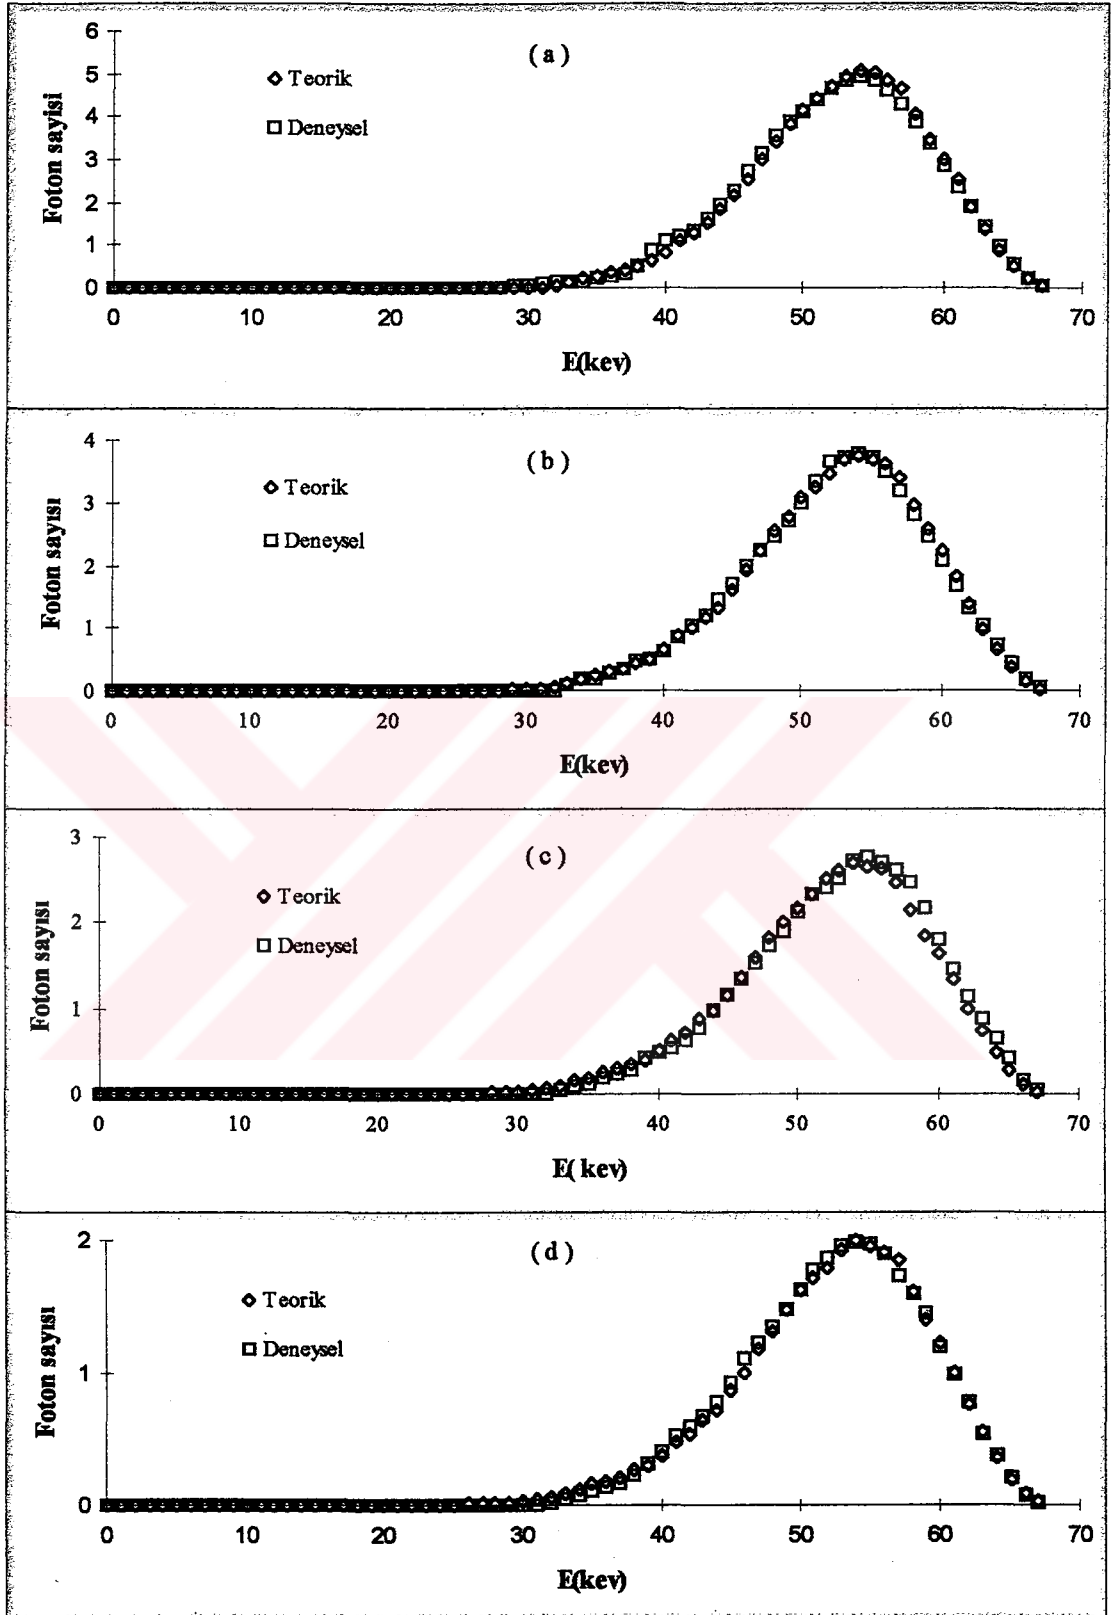 ( a )
Teorik
Deneysel
Foton sayisi
6
5
4
3
2
1
0
0 10 20 30 40 50 60 70
E(kev)
( b )
Teorik
Deneysel
Foton sayısı
4
3
2
1
0
0 10 20 30 40 50 60 70
E(kev)
( c )
Teorik
Deneysel
Foton sayısı
3
2
1
0
0 10 20 30 40 50 60 70
E( kev)
( d )
Teorik
Deneysel
Foton sayısı
2
1
0
0 10 20 30 40 50 60 70
E(kev)